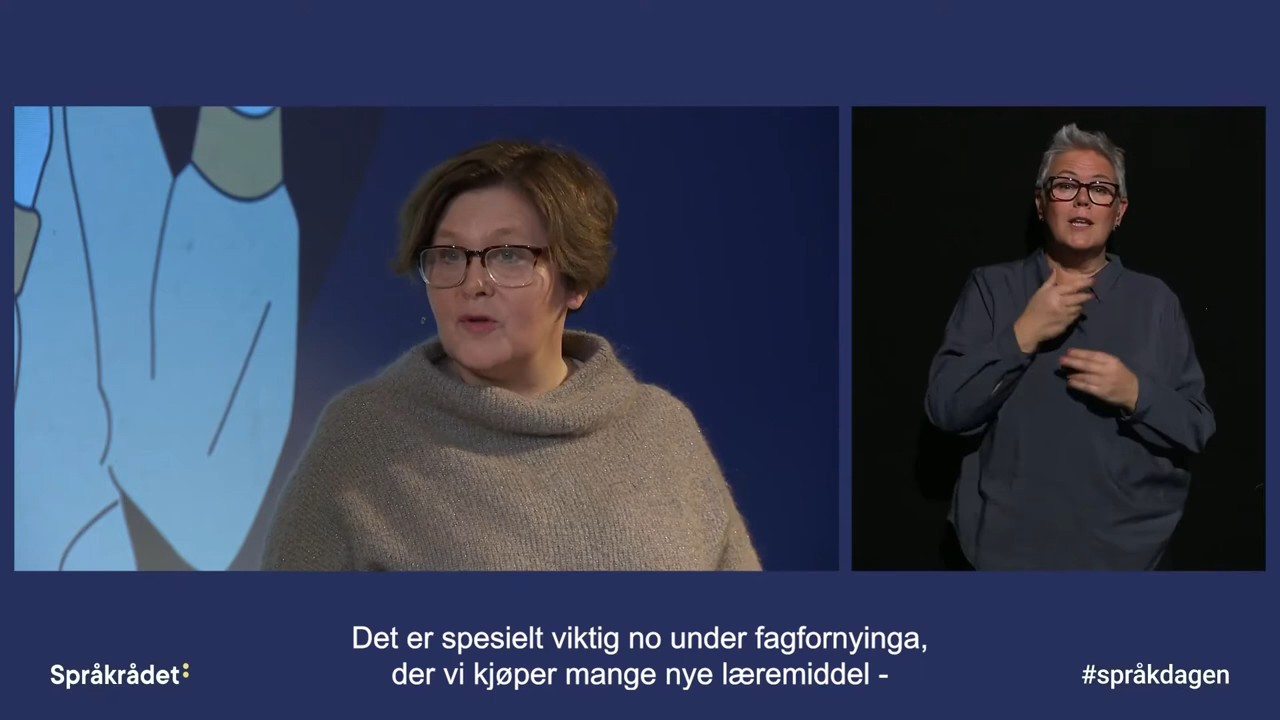 Det er spesielt viktig no under fagfornyinga,
der vi kjøper mange nye læremiddel -
Språkrådet:
#språkdagen